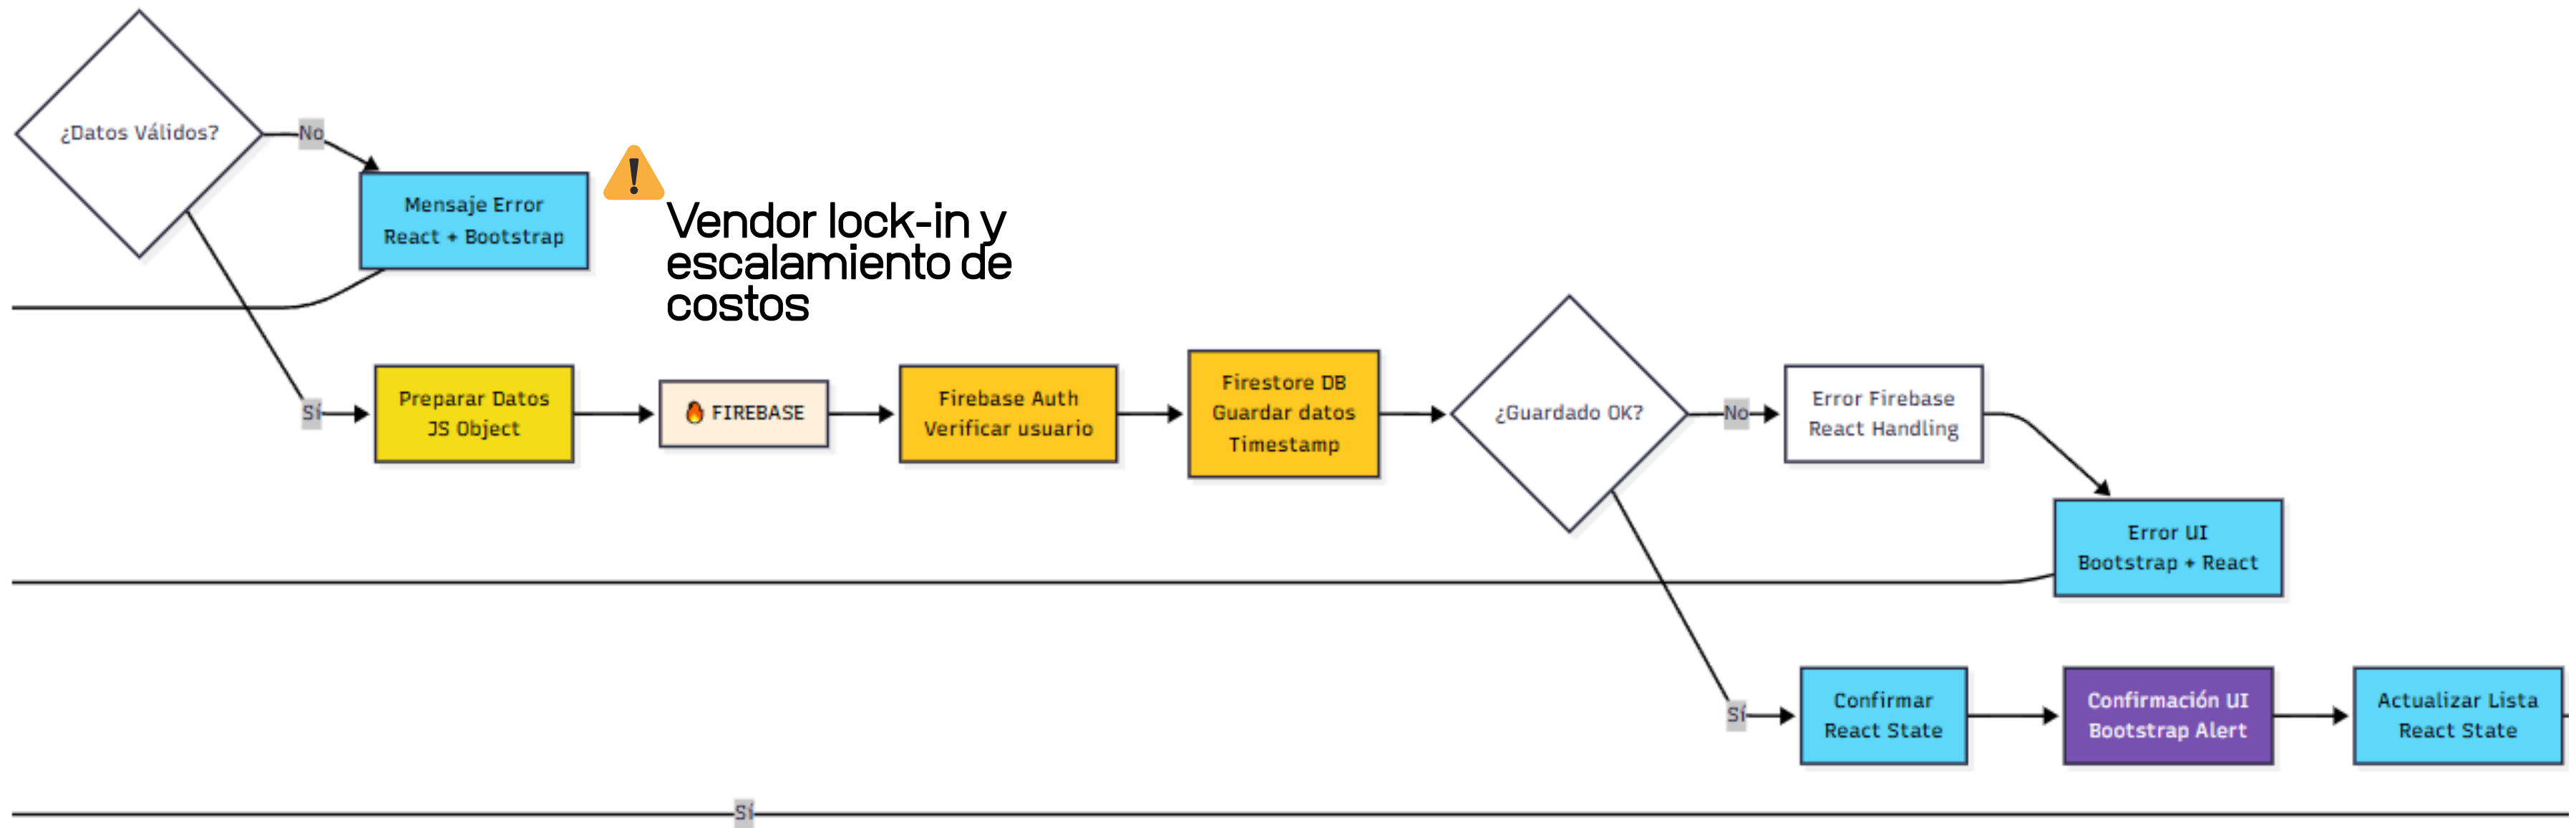 ¿Datos Válidos?
No
Mensaje Error
React + Bootstrap
Vendor lock-in y
escalamiento de
costos
Sí
Preparar Datos
JS Object
FIREBASE
Firebase Auth
Verificar usuario
Firestore DB
Guardar datos
Timestamp
¿Guardado OK?
No
Error Firebase
React Handling
Error UI
Bootstrap + React
Sí
Confirmar
React State
Confirmación UI
Bootstrap Alert
Actualizar Lista
React State
Sí